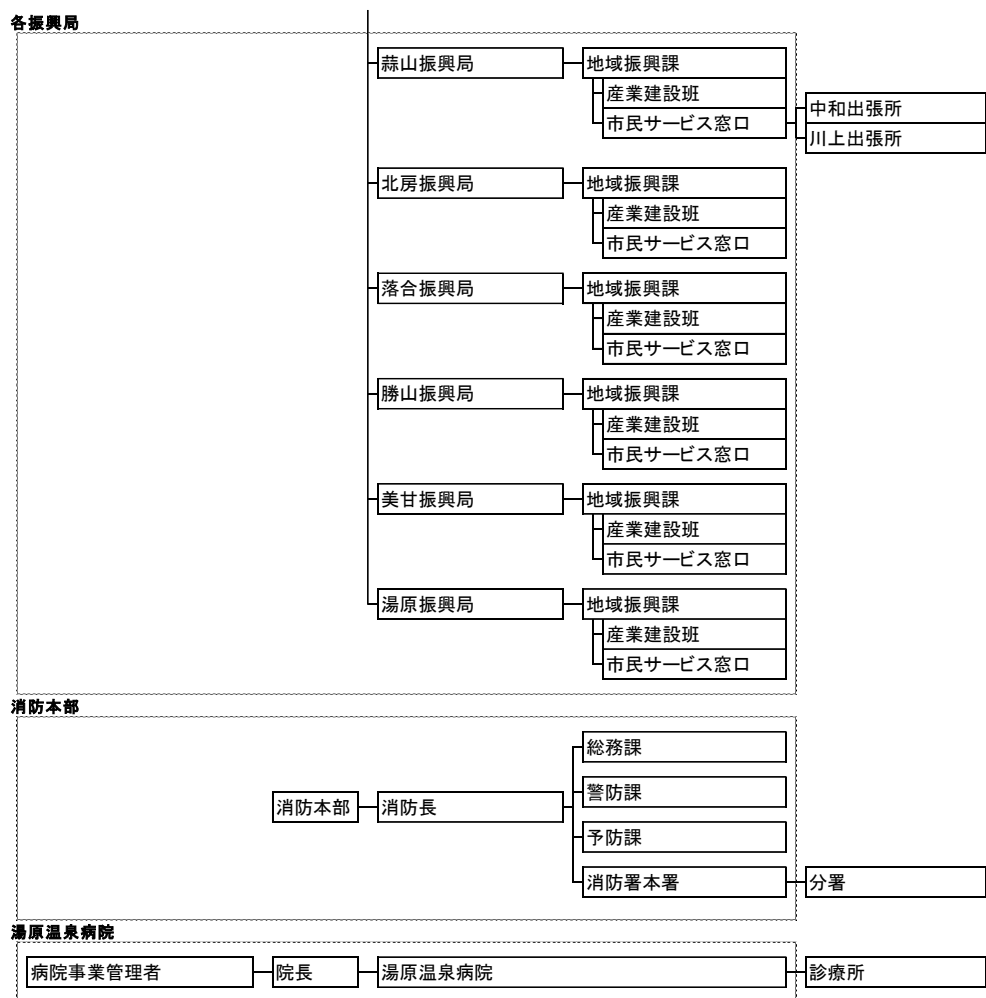 各振興局
蒜山振興局
地域振興課
産業建設班
市民サービス窓口
中和出張所
川上出張所
北房振興局
地域振興課
産業建設班
市民サービス窓口
落合振興局
地域振興課
産業建設班
市民サービス窓口
勝山振興局
地域振興課
産業建設班
市民サービス窓口
美甘振興局
地域振興課
産業建設班
市民サービス窓口
湯原振興局
地域振興課
産業建設班
市民サービス窓口
消防本部
消防本部
消防長
総務課
警防課
予防課
消防署本署
分署
湯原温泉病院
病院事業管理者
院長
湯原温泉病院
診療所